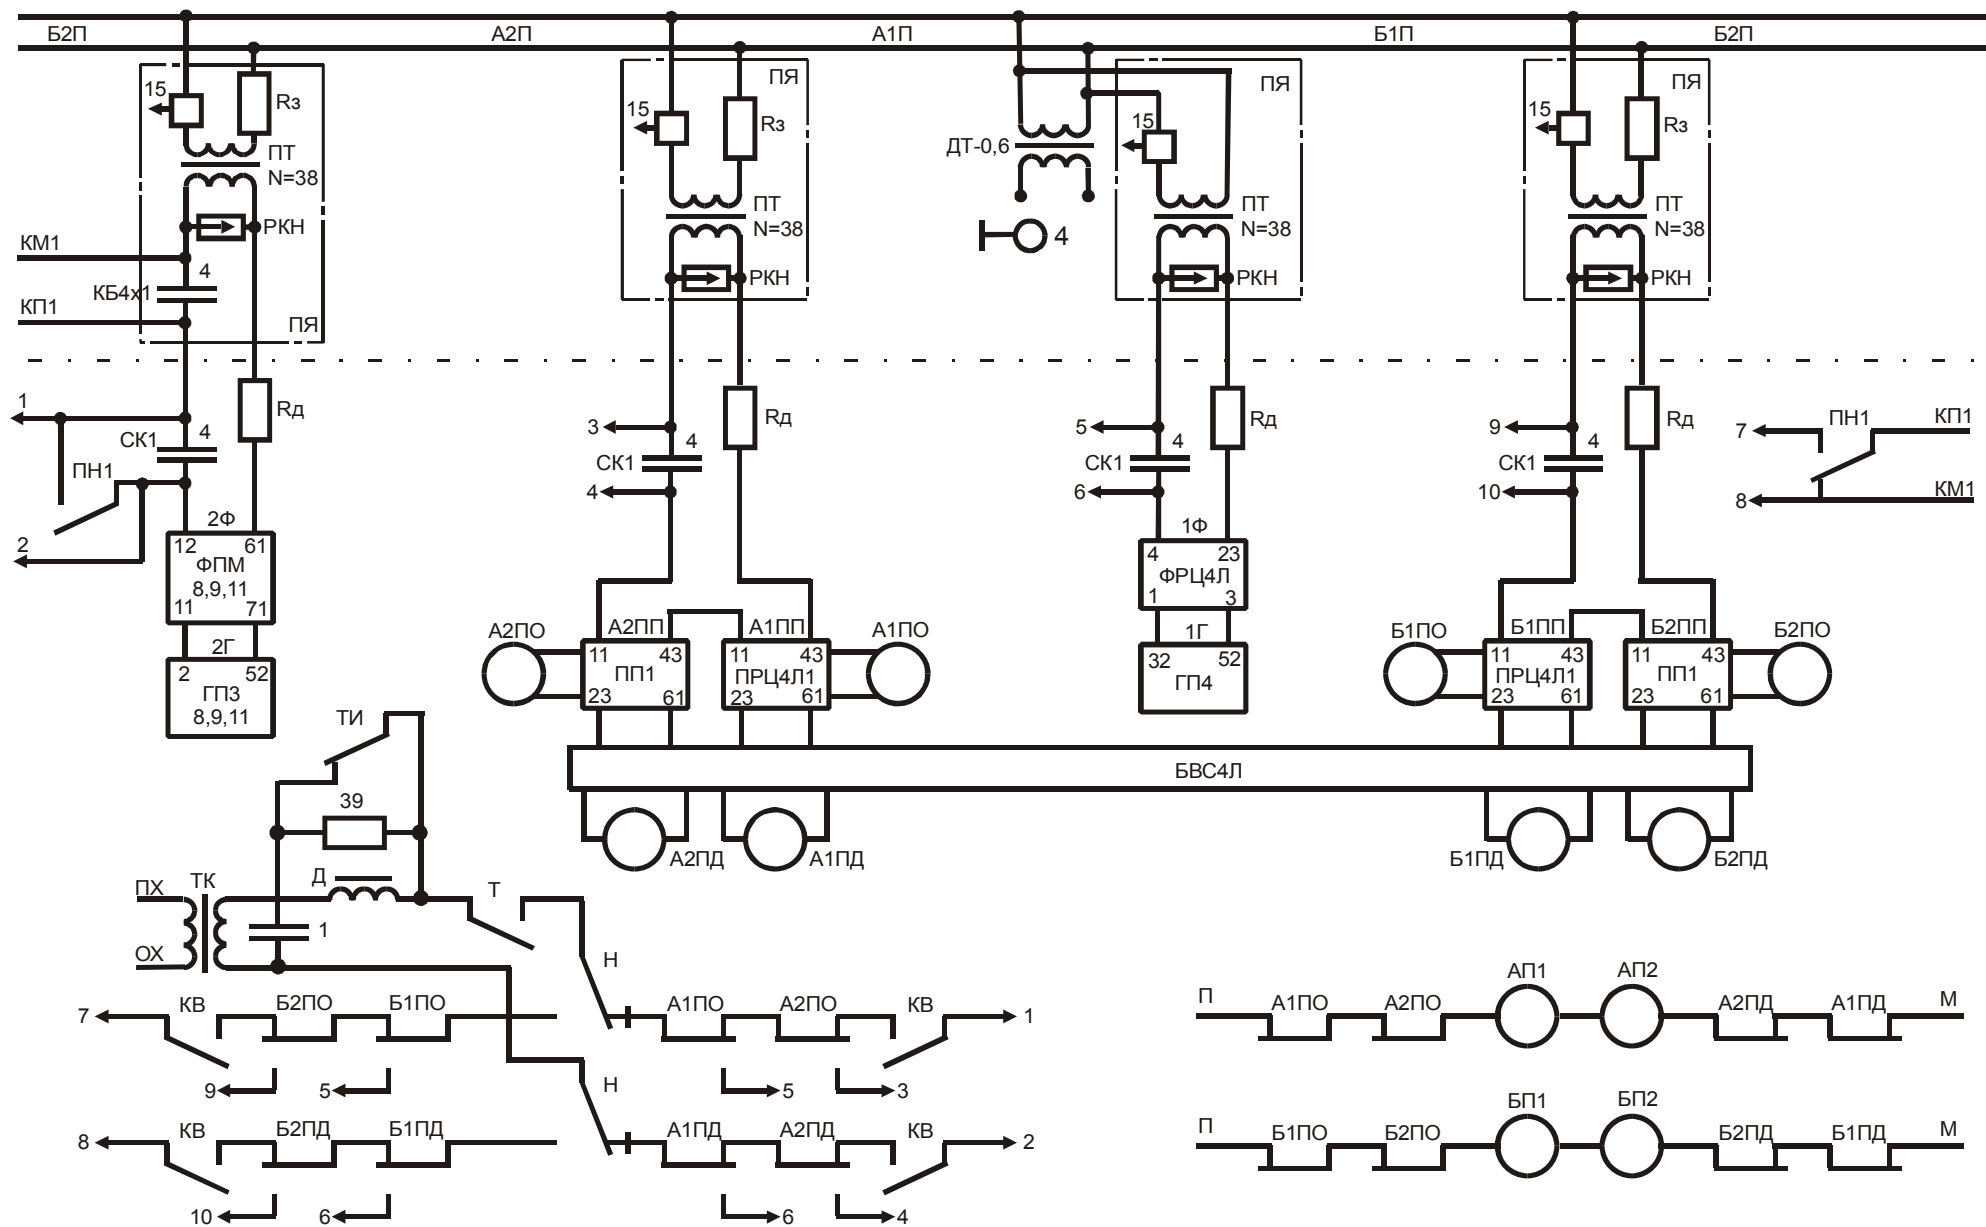 Б2П А2П А1П Б1П Б2П
15 Rз
ПТ
N=38
РКН
КМ1
4
КБ4х1
КП1
ПЯ
ПЯ
15 Rз
ПТ
N=38
РКН
ДТ-0,6
4
ПЯ
15
ПТ
N=38
РКН
ПЯ
15 Rз
ПТ
N=38
РКН
1
Rд
СК1 4
ПН1
2
2Ф
12 61
ФПМ
8,9,11
11 71
2Г
2 52
ГП3
8,9,11
3
Rд
4
СК1
4
5
Rд
4
СК1
6
1Ф
4 23
ФРЦ4Л
1 3
1Г
32 52
ГП4
9
Rд
4
СК1
10
7 ПН1 КП1
8 КМ1
А2ПО А2ПП А1ПП А1ПО
11 43 11 43
ПП1 ПРЦ4Л1
23 61 23 61
Б1ПО Б1ПП Б2ПП Б2ПО
11 43 11 43
ПРЦ4Л1 ПП1
23 61 23 61
БВС4Л
А2ПД А1ПД Б1ПД Б2ПД
ТИ
39
ПХ ТК Д Т
1
ОХ
Н
7 КВ Б2ПО Б1ПО А1ПО А2ПО КВ 1
9 5 5 3
Н
8 КВ Б2ПД Б1ПД А1ПД А2ПД КВ 2
10 6 6 4
АП1 АП2
П А1ПО А2ПО А2ПД А1ПД М
БП1 БП2
П Б1ПО Б2ПО Б2ПД Б1ПД М